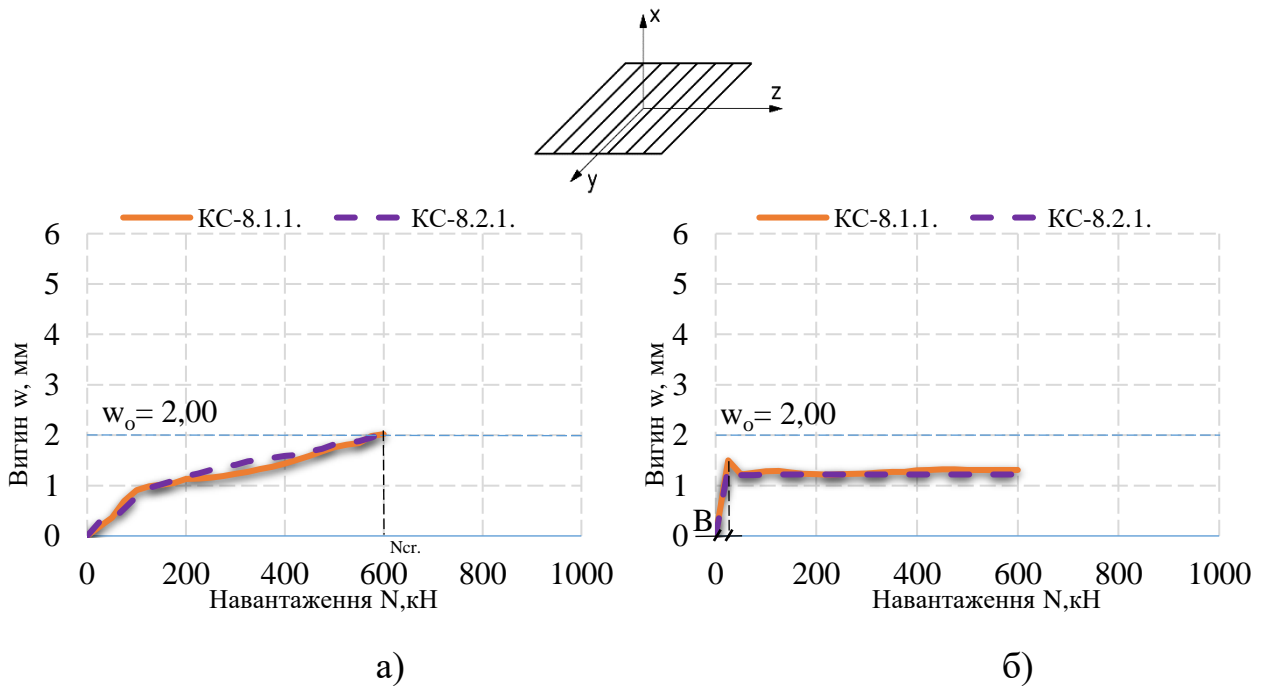 x
z
y
КС-8.1.1. КС-8.2.1.
6
5
4
3
2
1
0
Вигин w, мм
wₒ= 2,00
Ncr.
0 200 400 600 800 1000
Навантаження N,кН
а)
КС-8.1.1. КС-8.2.1.
6
5
4
3
2
1
0
Вигин w, мм
wₒ= 2,00
В
0 200 400 600 800 1000
Навантаження N,кН
б)